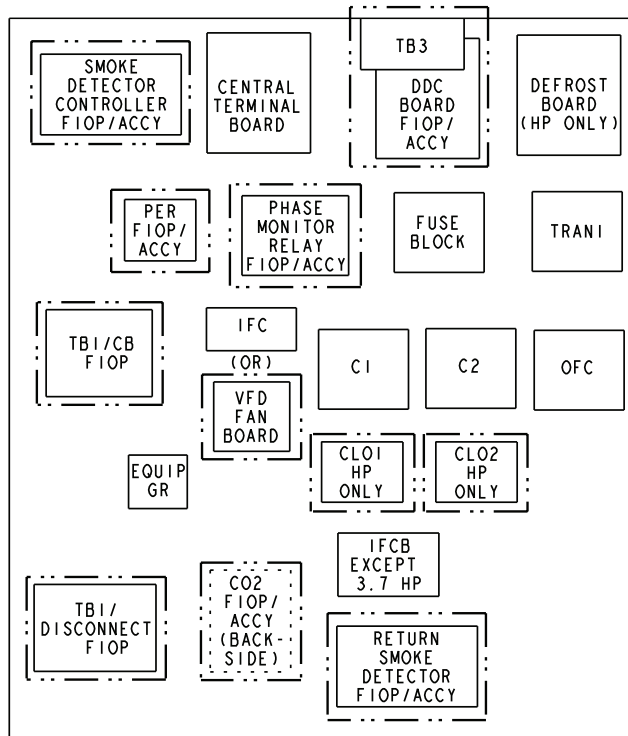 SMOKE
DETECTOR
CONTROLLER
FIOP/ACCY
CENTRAL
TERMINAL
BOARD
TB3
DDC
BOARD
FIOP/
ACCY
DEFROST
BOARD
(HP ONLY)
PER
FIOP/
ACCY
PHASE
MONITOR
RELAY
FIOP/ACCY
FUSE
BLOCK
TRAN1
TB1/CB
FIOP
IFC
(OR)
VFD
FAN
BOARD
C1
C2
OFC
EQUIP
GR
CLO1
HP
ONLY
CLO2
HP
ONLY
IFCB
EXCEPT
3.7 HP
TB1/
DISCONNECT
FIOP
CO2
FIOP/
ACCY
(BACK-
SIDE)
RETURN
SMOKE
DETECTOR
FIOP/ACCY